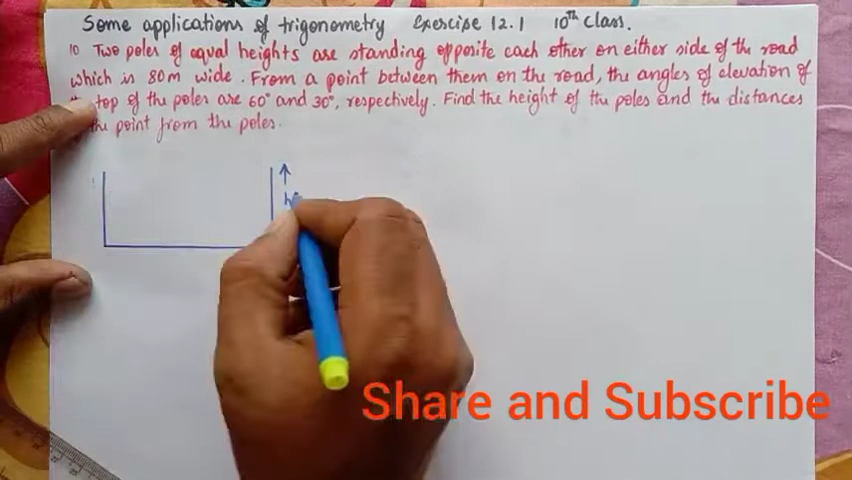 Some applications of trigonometry Exercise 12.1 10th Class.
10 Two poles of equal heights are standing opposite each other on either side of the road
which is 80m wide. From a point between them on the road, the angles of elevation of
top of the poles are 60° and 30°, respectively. Find the height of the poles and the distances
the point from the poles.
h
Share and Subscribe